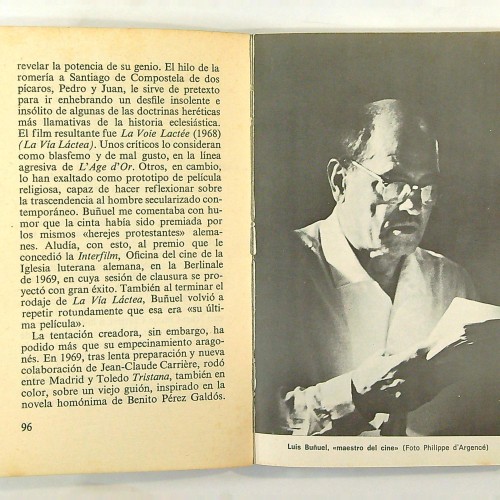 revelar la potencia de su genio. El hilo de la
romería a Santiago de Compostela de dos
pícaros, Pedro y Juan, le sirve de pretexto
para ir enhebrando un desfile insolente e
insólito de algunas de las doctrinas heréticas
más llamativas de la historia eclesiástica.
El film resultante fue La Voie Lactée (1968)
(La Vía Láctea). Unos críticos lo consideran
como blasfemo y de mal gusto, en la línea
agresiva de L'Age d'Or. Otros, en cambio,
lo han exaltado como prototipo de película
religiosa, capaz de hacer reflexionar sobre
la trascendencia al hombre secularizado con-
temporáneo. Buñuel me comentaba con hu-
mor que la cinta había sido premiada por
los mismos «herejes protestantes» alema-
nes. Aludía, con esto, al premio que le
concedió la Interfilm, Oficina del cine de la
Iglesia luterana alemana, en la Berlinale
de 1969, en cuya sesión de clausura se pro-
yectó con gran éxito. También al terminar el
rodaje de La Vía Láctea, Buñuel volvió a
repetir rotundamente que esa era «su últi-
ma película».
La tentación creadora, sin embargo, ha
podido más que su empecinamiento arago-
nés. En 1969, tras lenta preparación y nueva
colaboración de Jean-Claude Carrière, rodó
entre Madrid y Toledo Tristana, también en
color, sobre un viejo guión, inspirado en la
novela homónima de Benito Pérez Galdós.
96
Luis Buñuel, «maestro del cine» (Foto Philippe d'Argencé)